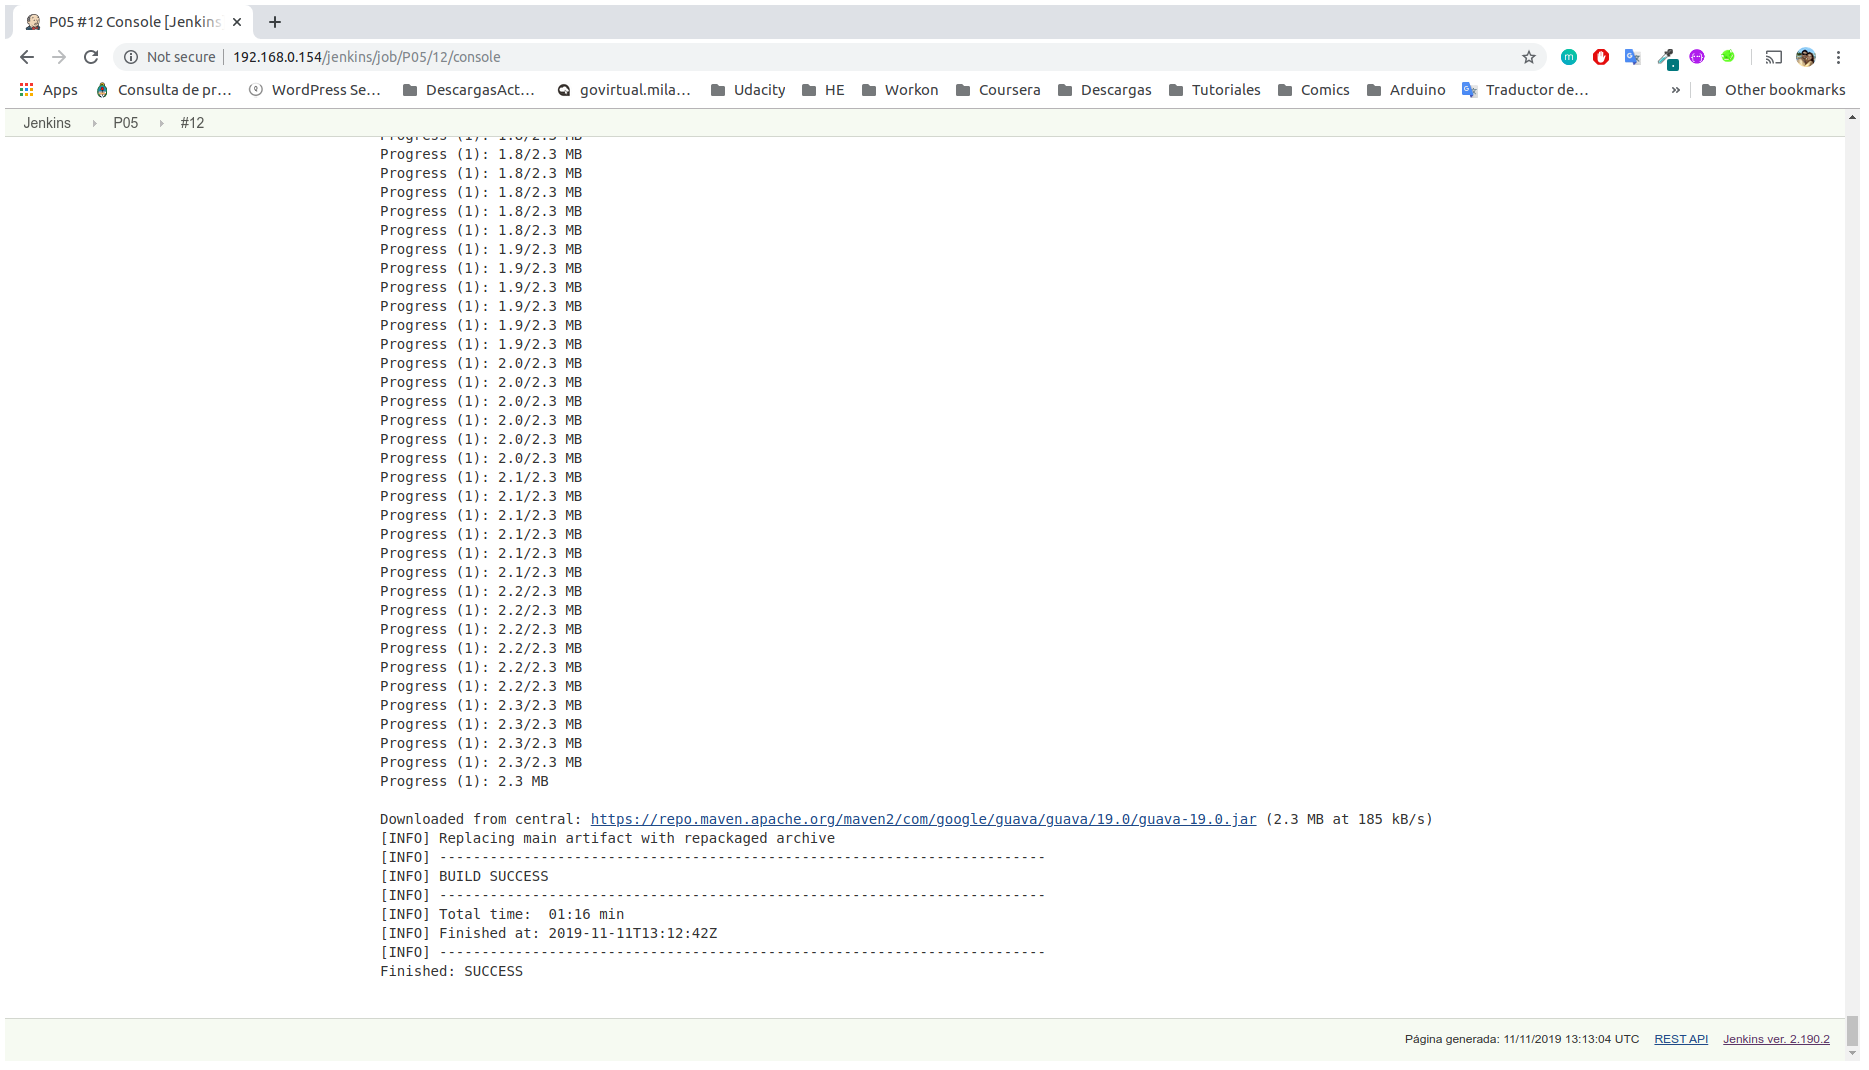 P05 #12 Console [Jenkins
Not secure | 192.168.0.154/jenkins/job/P05/12/console
Apps Consulta de pr... WordPress Se... DescargasAct... govirtual.mila... Udacity HE Workon Coursera Descargas Tutoriales Comics Arduino Traductor de... » Other bookmarks
Jenkins P05 #12
Progress (1): 1.8/2.3 MB
Progress (1): 1.8/2.3 MB
Progress (1): 1.8/2.3 MB
Progress (1): 1.8/2.3 MB
Progress (1): 1.8/2.3 MB
Progress (1): 1.8/2.3 MB
Progress (1): 1.9/2.3 MB
Progress (1): 1.9/2.3 MB
Progress (1): 1.9/2.3 MB
Progress (1): 1.9/2.3 MB
Progress (1): 1.9/2.3 MB
Progress (1): 1.9/2.3 MB
Progress (1): 2.0/2.3 MB
Progress (1): 2.0/2.3 MB
Progress (1): 2.0/2.3 MB
Progress (1): 2.0/2.3 MB
Progress (1): 2.0/2.3 MB
Progress (1): 2.0/2.3 MB
Progress (1): 2.1/2.3 MB
Progress (1): 2.1/2.3 MB
Progress (1): 2.1/2.3 MB
Progress (1): 2.1/2.3 MB
Progress (1): 2.1/2.3 MB
Progress (1): 2.1/2.3 MB
Progress (1): 2.2/2.3 MB
Progress (1): 2.2/2.3 MB
Progress (1): 2.2/2.3 MB
Progress (1): 2.2/2.3 MB
Progress (1): 2.2/2.3 MB
Progress (1): 2.2/2.3 MB
Progress (1): 2.3/2.3 MB
Progress (1): 2.3/2.3 MB
Progress (1): 2.3/2.3 MB
Progress (1): 2.3/2.3 MB
Progress (1): 2.3 MB
Downloaded from central: https://repo.maven.apache.org/maven2/com/google/guava/guava/19.0/guava-19.0.jar (2.3 MB at 185 kB/s)
[INFO] Replacing main artifact with repackaged archive
[INFO] ------------------------------------------------------------------------
[INFO] BUILD SUCCESS
[INFO] ------------------------------------------------------------------------
[INFO] Total time:  01:16 min
[INFO] Finished at: 2019-11-11T13:12:42Z
[INFO] ------------------------------------------------------------------------
Finished: SUCCESS
Página generada: 11/11/2019 13:13:04 UTC REST API Jenkins ver. 2.190.2